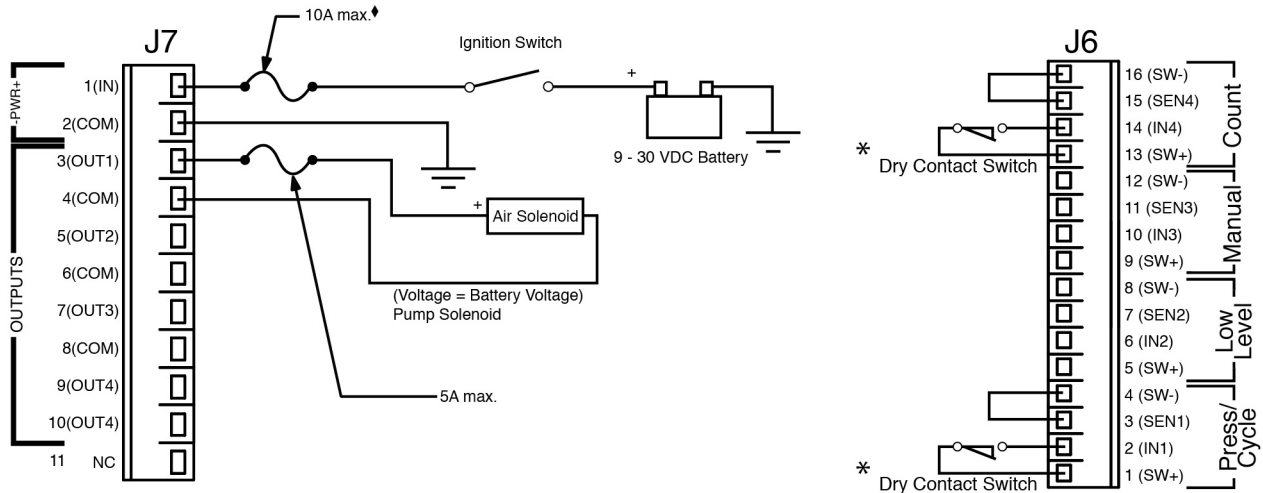 10A max.♦
J7
Ignition Switch
J6
-PWR+
1(IN)
+
16 (SW-)
15 (SEN4)
2(COM)
14 (IN4)
9 - 30 VDC Battery
* Dry Contact Switch
13 (SW+)
Count
3(OUT1)
12 (SW-)
4(COM)
+
Air Solenoid
11 (SEN3)
5(OUT2)
10 (IN3)
9 (SW+)
Manual
6(COM)
8 (SW-)
(Voltage = Battery Voltage)
Pump Solenoid
7(OUT3)
7 (SEN2)
6 (IN2)
8(COM)
5 (SW+)
Low
Level
9(OUT4)
5A max.
4 (SW-)
10(OUT4)
3 (SEN1)
OUTPUTS
2 (IN1)
11 NC
* Dry Contact Switch
1 (SW+)
Press/
Cycle